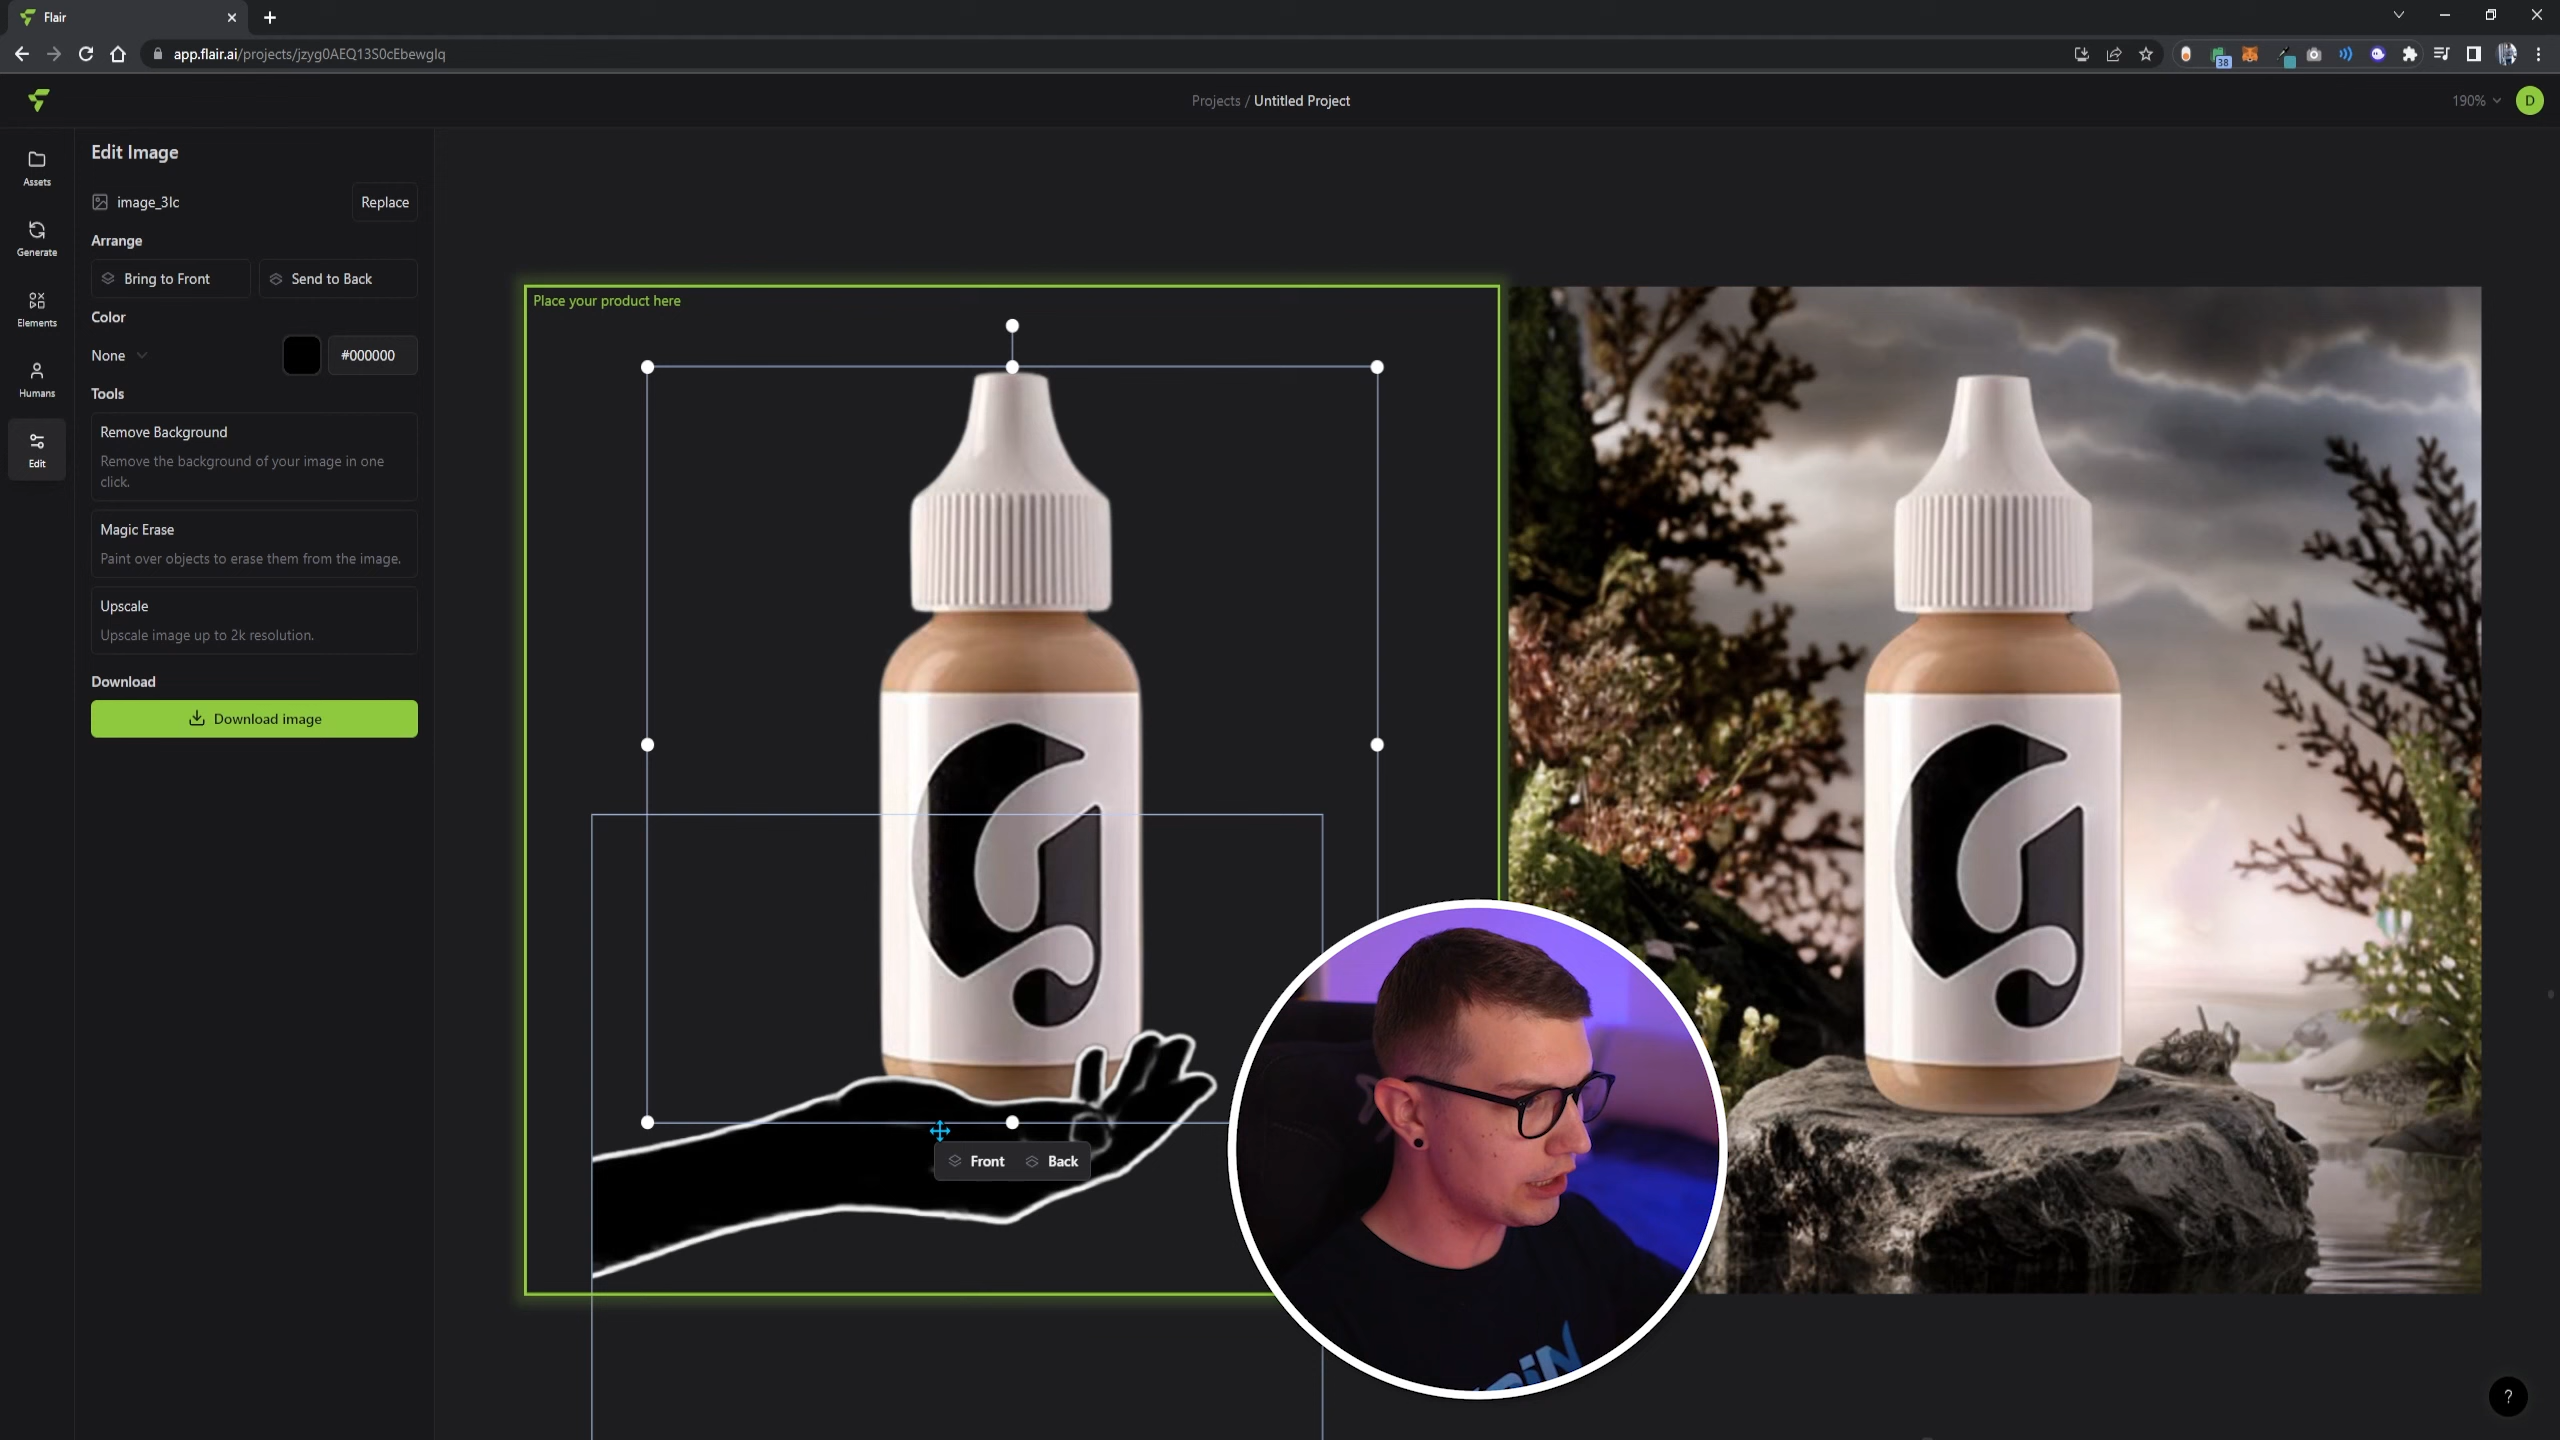 Flair
app.flair.ai/projects/jzyg0AEQ13S0cEbewglq
38
Projects / Untitled Project
190%
D
Assets
Generate
Elements
Humans
Edit
Edit Image
image_3lc
Replace
Arrange
Bring to Front
Send to Back
Color
None
#000000
Tools
Remove Background
Remove the background of your image in one
click.
Magic Erase
Paint over objects to erase them from the image.
Upscale
Upscale image up to 2k resolution.
Download
Download image
Place your product here
G
G
Front
Back
?